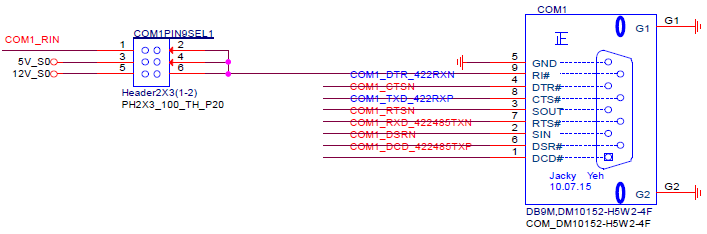 COM1_RIN
5V_S0
12V_S0
COM1PIN9SEL1
1 2
3 4
5 6
Header2X3(1-2)
PH2X3_100_TH_P20
COM1
G1 G1
5 GND
9 RI#
COM1_DTR_422RXN 4 DTR#
COM1_CTSN 8 CTS#
COM1_TXD_422RXP 3 SOUT
COM1_RTSN 7 RTS#
COM1_RXD_422485TXN 2 SIN
COM1_DSRN 6 DSR#
COM1_DCD_422485TXP 1 DCD#
Jacky Yeh
10.07.15
G2 G2
DB9M,DM10152-H5W2-4F
COM_DM10152-H5W2-4F